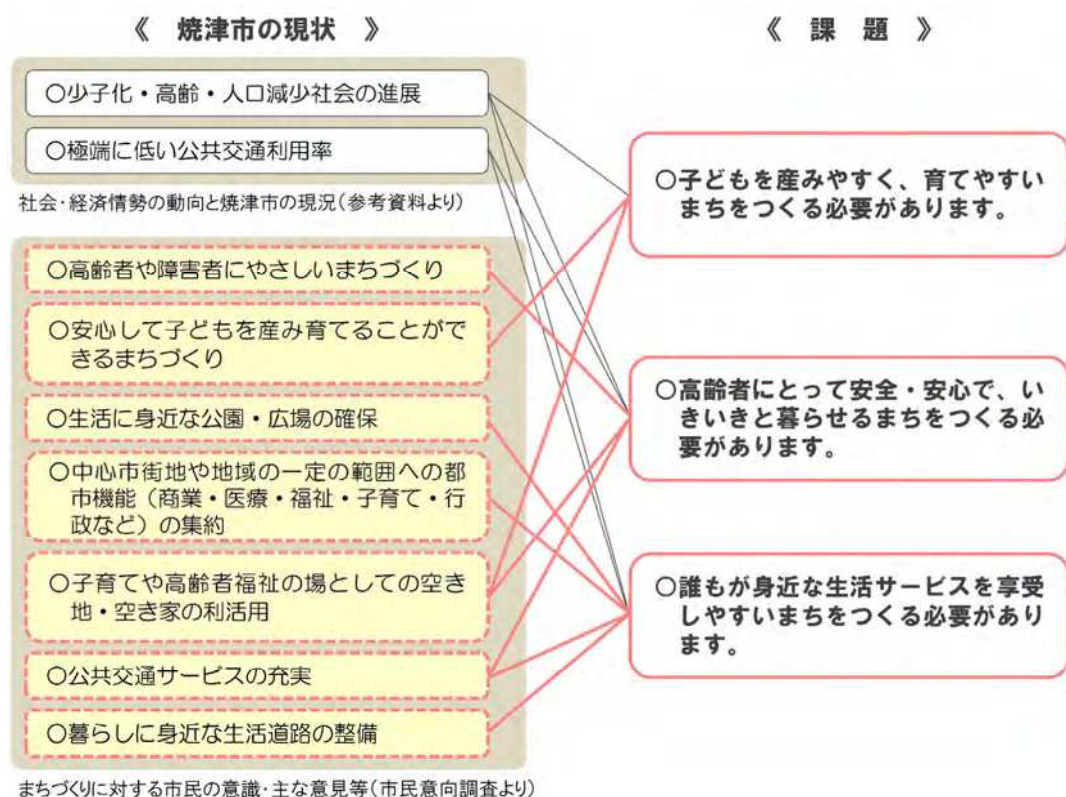 《 焼津市の現状 》
《 課 題 》
○少子化・高齢・人口減少社会の進展
○極端に低い公共交通利用率
社会・経済情勢の動向と焼津市の現況(参考資料より)
○高齢者や障害者にやさしいまちづくり
○安心して子どもを産み育てることがで
きるまちづくり
○生活に身近な公園・広場の確保
○中心市街地や地域の一定の範囲への都
市機能(商業・医療・福祉・子育て・行
政など)の集約
○子育てや高齢者福祉の場としての空き
地・空き家の利活用
○公共交通サービスの充実
○暮らしに身近な生活道路の整備
まちづくりに対する市民の意識・主な意見等(市民意向調査より)
○子どもを産みやすく、育てやすい
まちをつくる必要があります。
○高齢者にとって安全・安心で、い
きいきと暮らせるまちをつくる必
要があります。
○誰もが身近な生活サービスを享受
しやすいまちをつくる必要があり
ます。